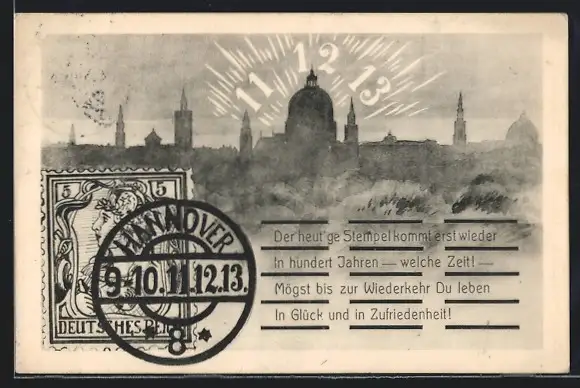 11 12 13
5 5
DEUTSCHES REICH
HANNOVER
9-10.11.12.13.
* 8 *
Der heut'ge Stempel kommt erst wieder
In hundert Jahren — welche Zeit! —
Mögst bis zur Wiederkehr Du leben
In Glück und in Zufriedenheit!